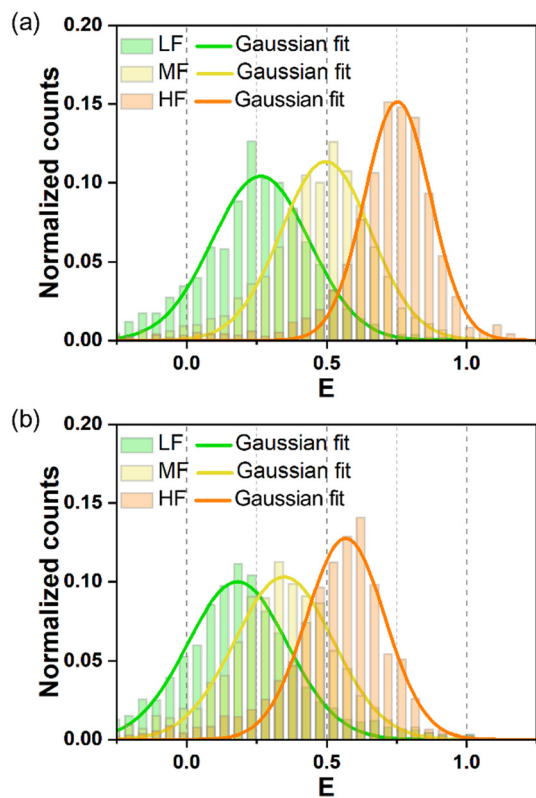 (a)
0.20
0.15
0.10
0.05
0.00
Normalized counts
LF Gaussian fit
MF Gaussian fit
HF Gaussian fit
0.0 0.5 1.0
E
(b)
0.20
0.15
0.10
0.05
0.00
Normalized counts
LF Gaussian fit
MF Gaussian fit
HF Gaussian fit
0.0 0.5 1.0
E